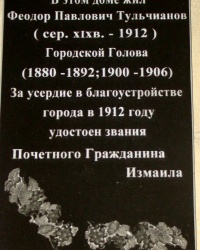 В этом доме жил
Феодор Павлович Тульчианов
( сер. XIXв. - 1912 )
Городской Голова
(1880 -1892;1900 -1906)
За усердие в благоустройстве
города в 1912 году
удостоен звания
Почетного Гражданина
Измаила